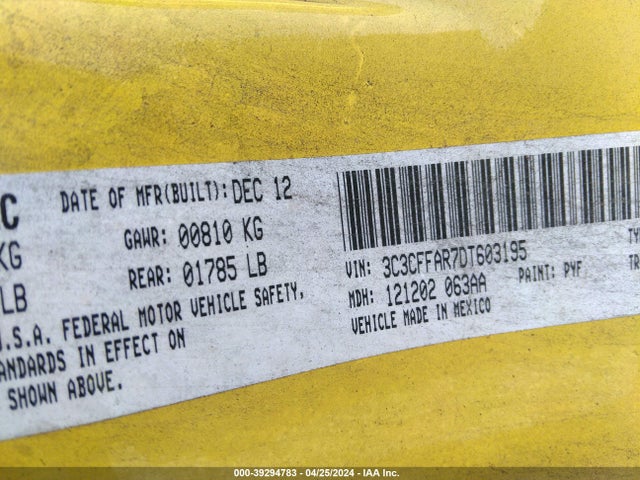 C
DATE OF MFR(BUILT): DEC 12
KG
GAWR: 00810 KG
LB
REAR: 01785 LB
U.S.A. FEDERAL MOTOR VEHICLE SAFETY,
ANDARDS IN EFFECT ON
SHOWN ABOVE.
VIN: 3C3CFFAR7DT603195
TY
MDH: 121202 063AA
PAINT: PYF
TR
VEHICLE MADE IN MEXICO
000-39294783 - 04/25/2024 - IAA Inc.